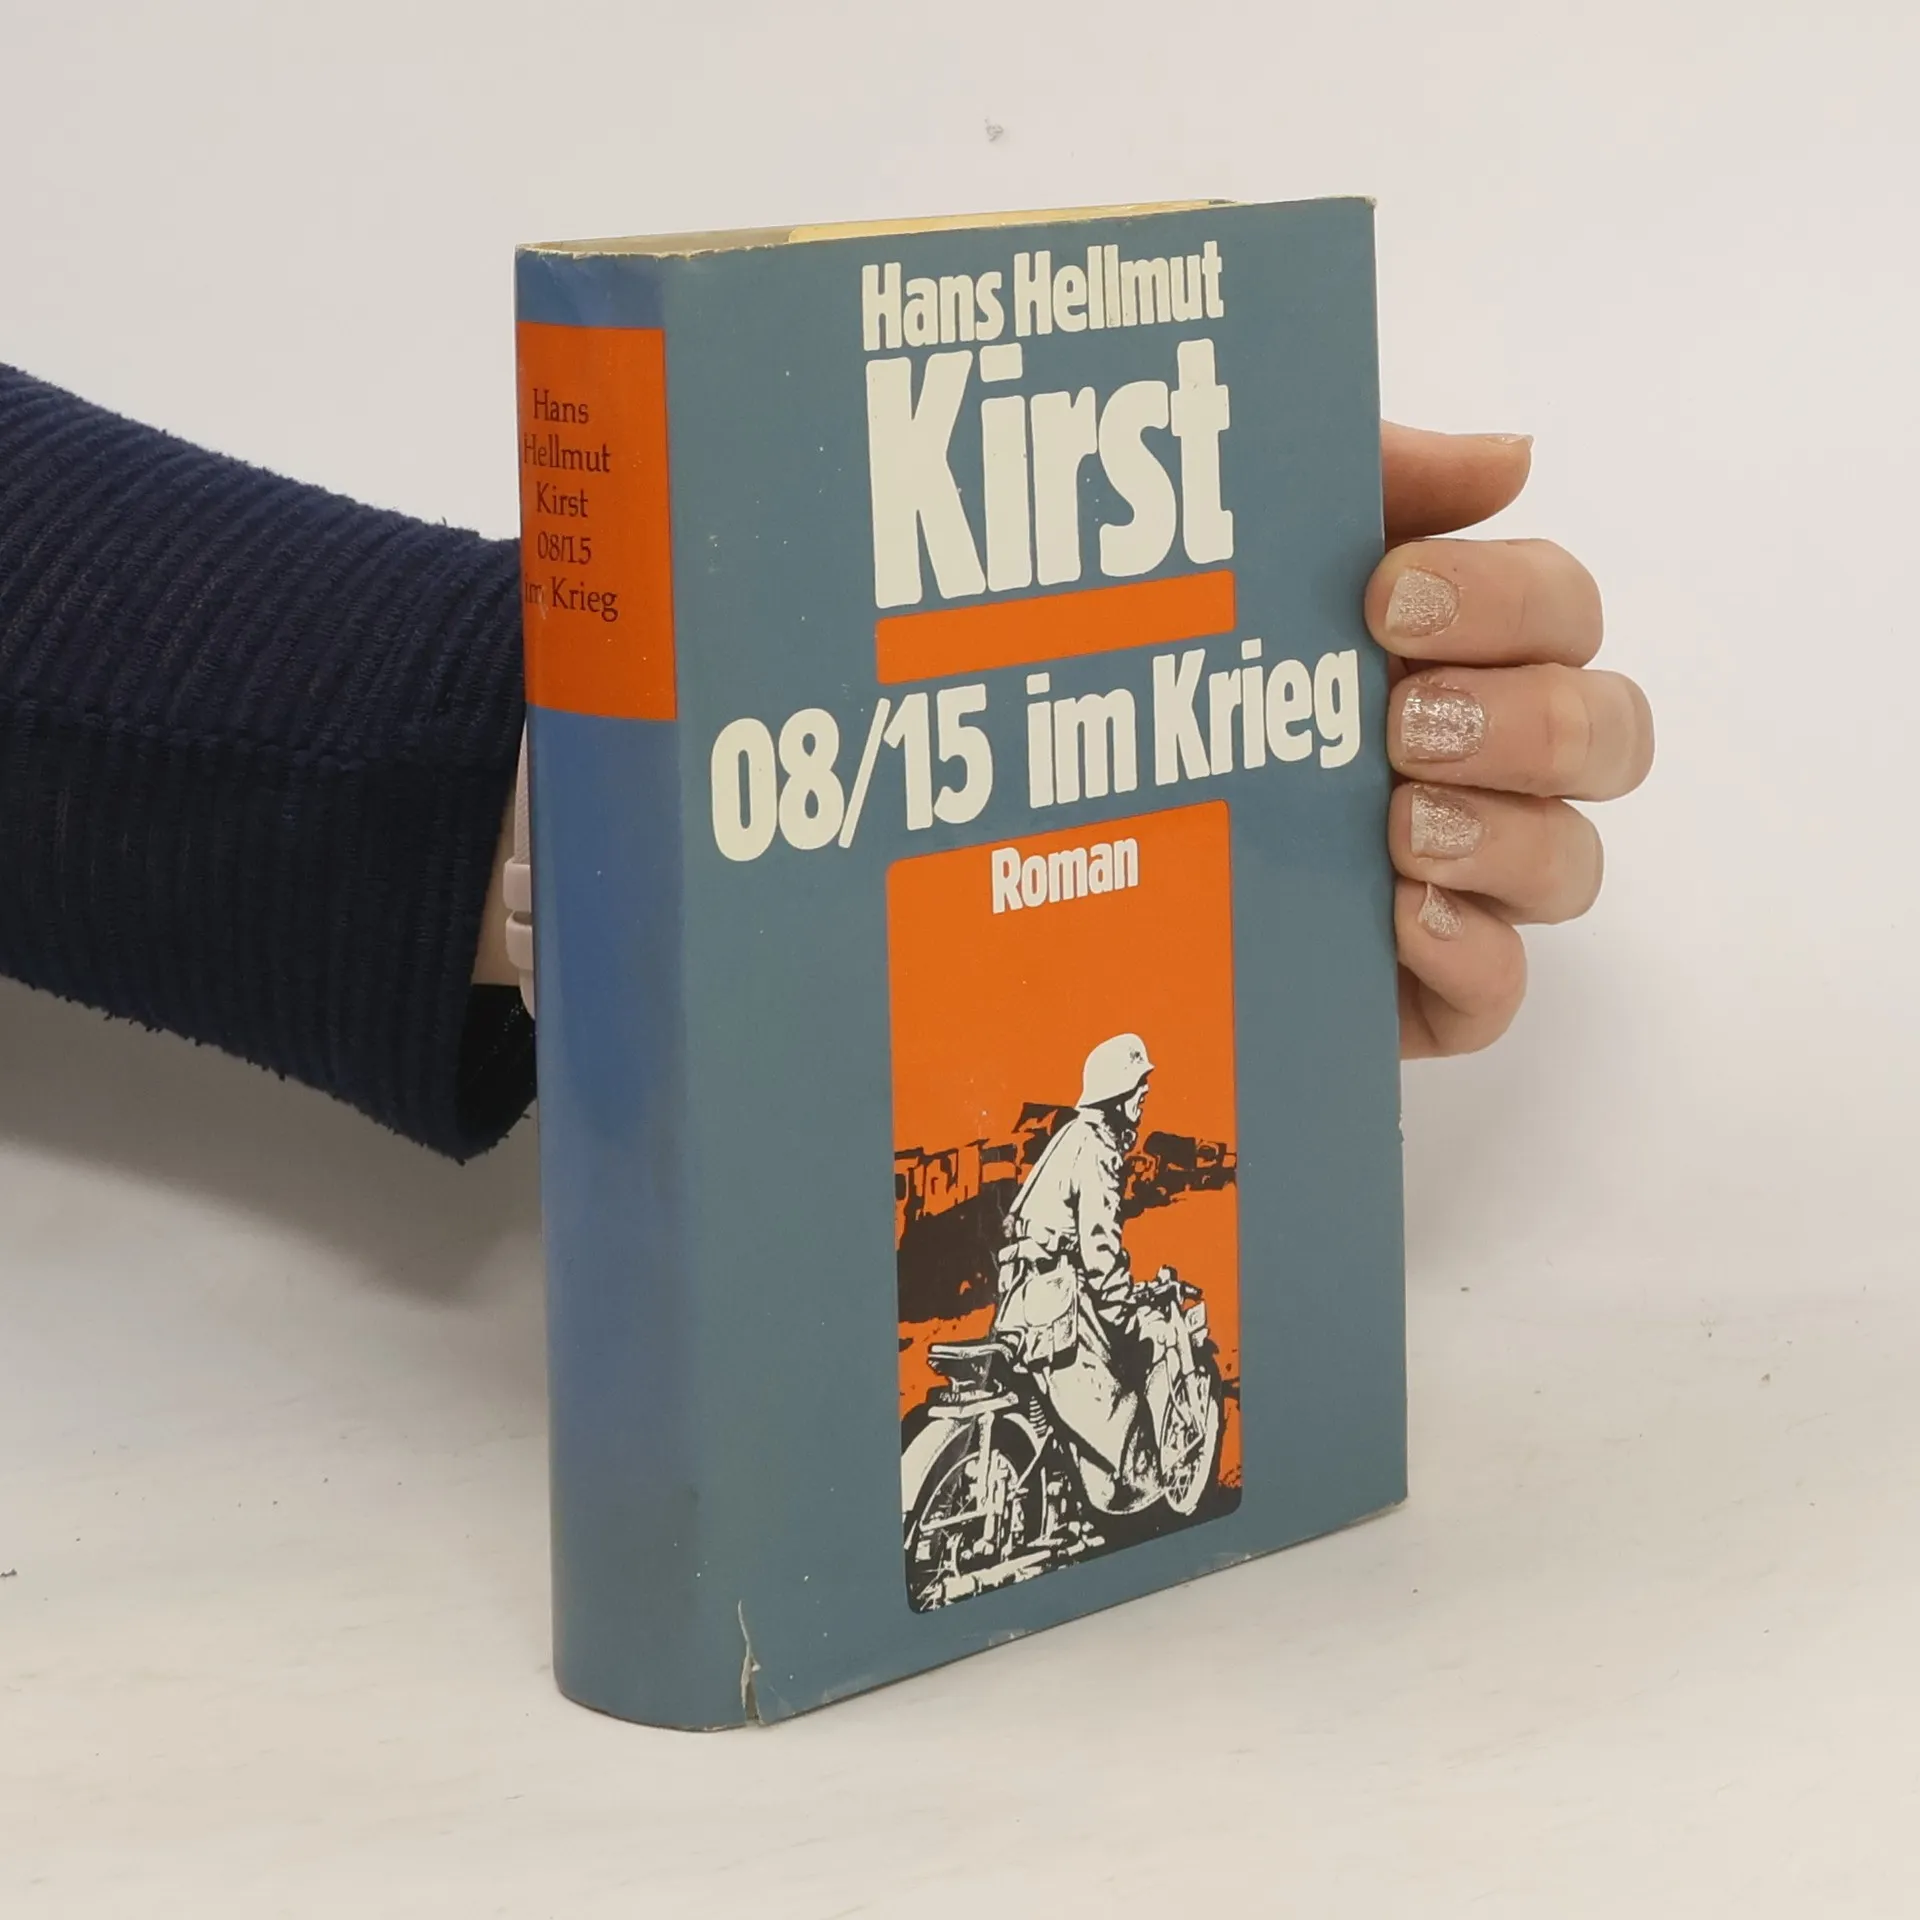 Hans
Hellmut
Kirst
08/15
im Krieg
Hans Hellmut
Kirst
08/15 im Krieg
Roman